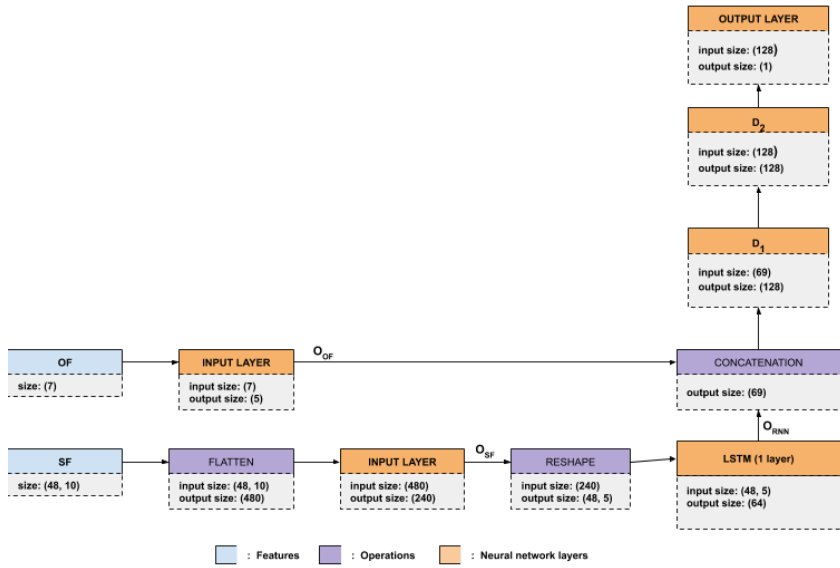 OUTPUT LAYER
input size: (128)
output size: (1)
D2
input size: (128)
output size: (128)
D1
input size: (69)
output size: (128)
OF
size: (7)
INPUT LAYER
input size: (7)
output size: (5)
OOF
CONCATENATION
output size: (69)
ORNN
SF
size: (48, 10)
FLATTEN
input size: (48, 10)
output size: (480)
INPUT LAYER
input size: (480)
output size: (240)
OSF
RESHAPE
input size: (240)
output size: (48, 5)
LSTM (1 layer)
input size: (48, 5)
output size: (64)
: Features
: Operations
: Neural network layers